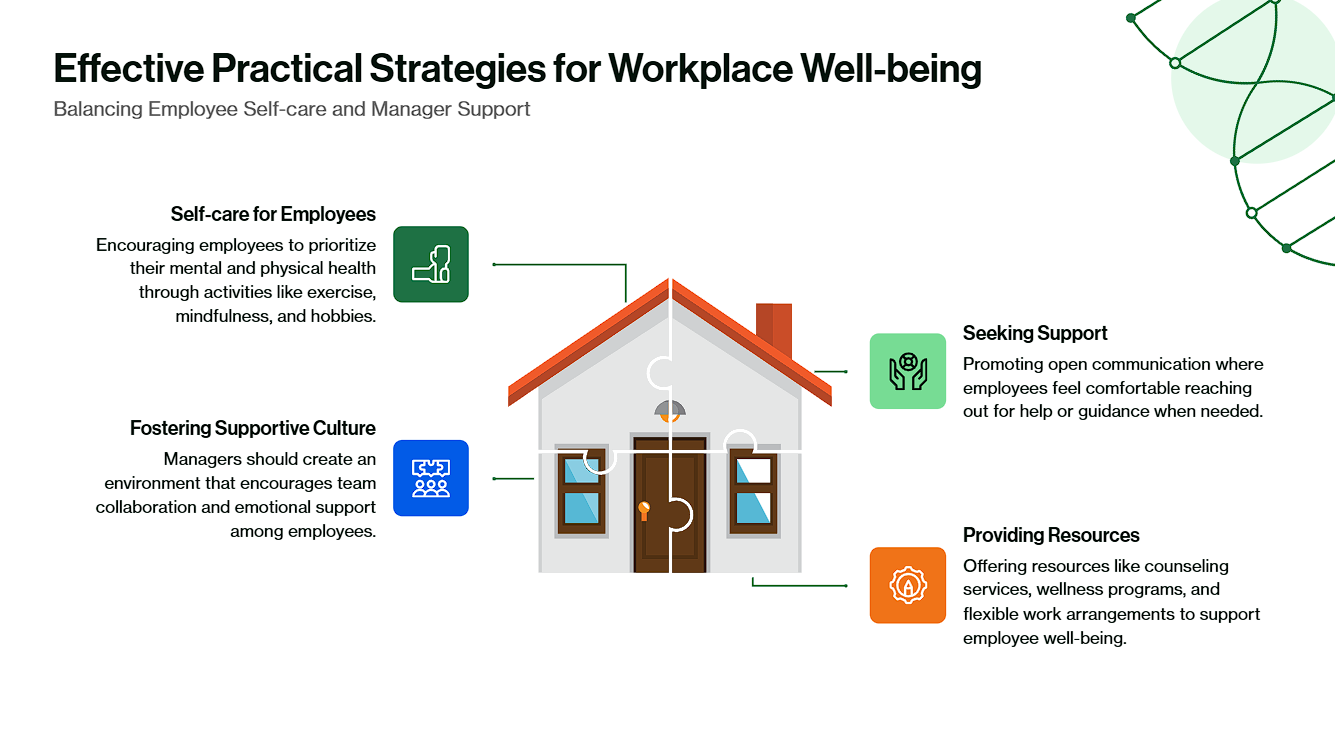 Effective Practical Strategies for Workplace Well-being
Balancing Employee Self-care and Manager Support
Self-care for Employees
Encouraging employees to prioritize
their mental and physical health
through activities like exercise,
mindfulness, and hobbies.
Fostering Supportive Culture
Managers should create an
environment that encourages team
collaboration and emotional support
among employees.
Seeking Support
Promoting open communication where
employees feel comfortable reaching
out for help or guidance when needed.
Providing Resources
Offering resources like counseling
services, wellness programs, and
flexible work arrangements to support
employee well-being.